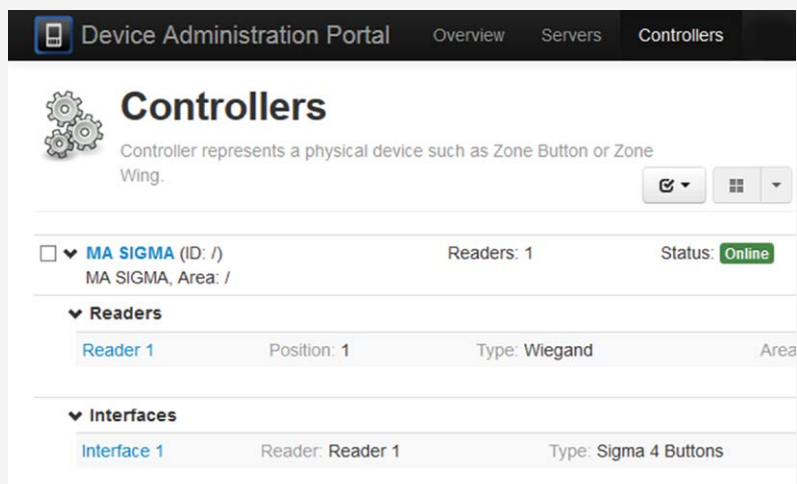 Device Administration Portal Overview Servers Controllers
Controllers
Controller represents a physical device such as Zone Button or Zone
Wing.
MA SIGMA (ID: /) Readers: 1 Status: Online
MA SIGMA, Area: /
Readers
Reader 1 Position: 1 Type: Wiegand Area
Interfaces
Interface 1 Reader: Reader 1 Type: Sigma 4 Buttons